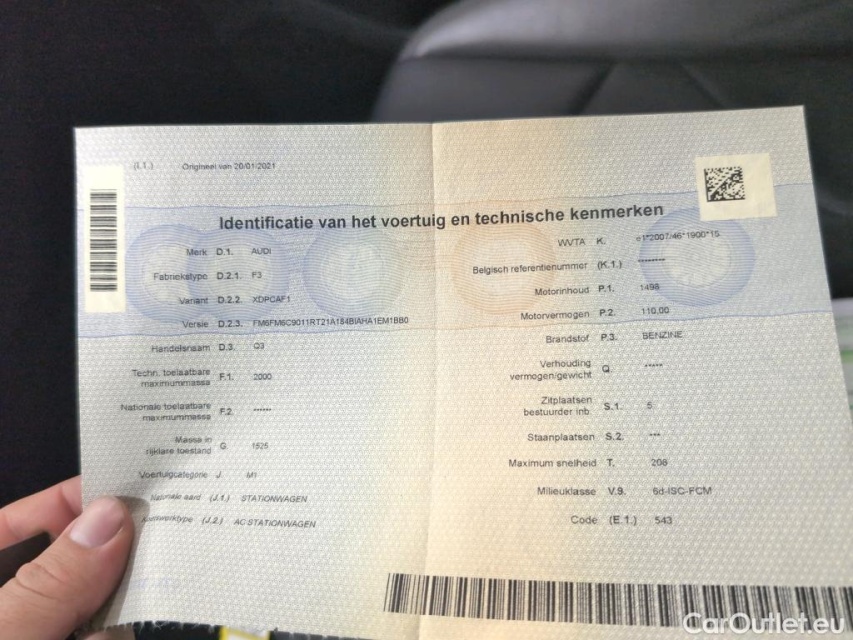 (I.1.) Origineel van 20/01/2021
Identificatie van het voertuig en technische kenmerken
Merk D.1. AUDI
Fabriekstype D.2.1. F3
Variant D.2.2. XDPCAF1
Versie D.2.3. FM6FM6C9011RT21A184BIAHA1EM1BB0
Handelsnaam D.3. Q3
Techn. toelaatbare
maximummassa F.1. 2000
Nationale toelaatbare
maximummassa F.2. ******
Massa in
rijklare toestand G. 1525
Voertuigcategorie J. M1
Nationale aard (J.1.) STATIONWAGEN
(J.2.) AC STATIONWAGEN
WVTA K. e1*2007/46*1900*15
Belgisch referentienummer (K.1.) ********
Motorinhoud P.1. 1498
Motorvermogen P.2. 110.00
Brandstof P.3. BENZINE
Verhouding
vermogen/gewicht Q. *****
Zitplaatsen
bestuurder inb. S.1. 5
Staanplaatsen S.2. ***
Maximum snelheid T. 208
Milieuklasse V.9. 6d-ISC-FCM
Code (E.1.) 543
CarOutlet.eu